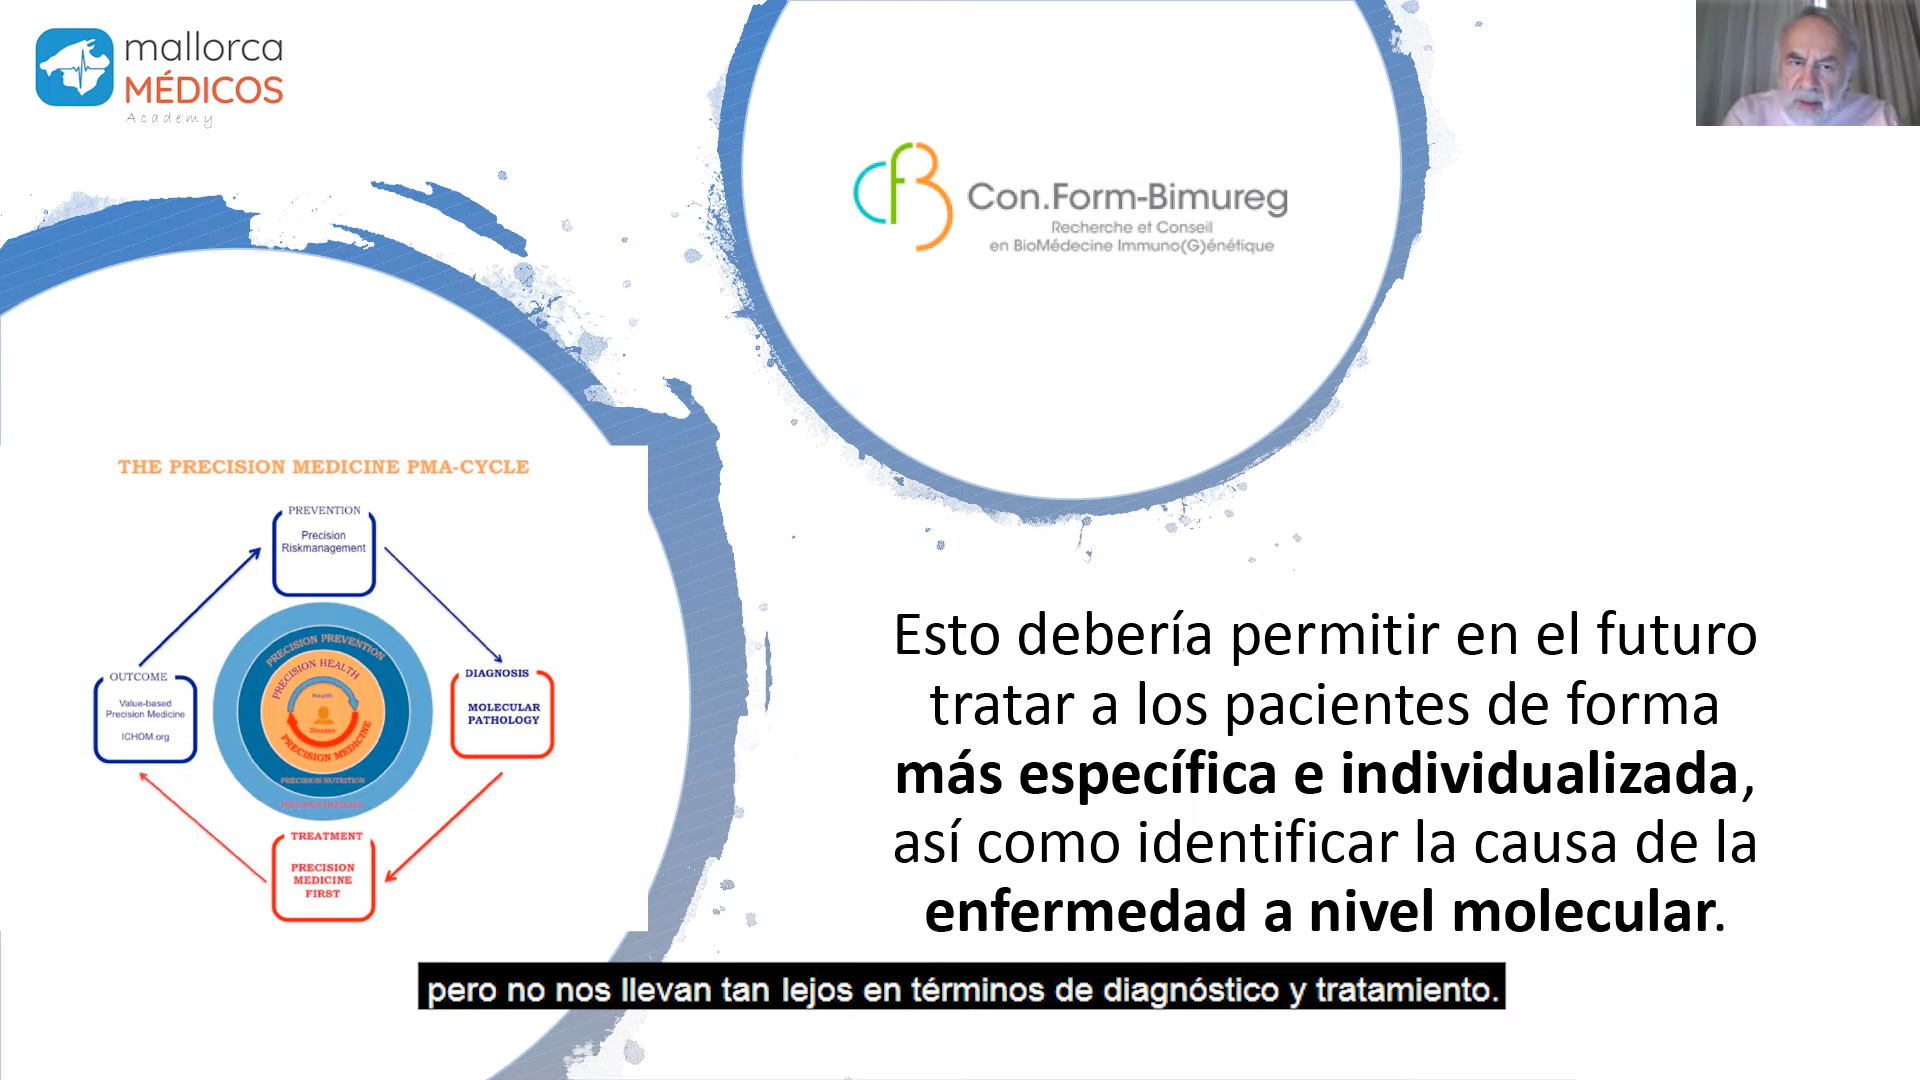 mallorca
MÉDICOS
Academy
Con.Form-Bimureg
Recherche et Conseil
en BioMédecine Immuno(G)énétique
THE PRECISION MEDICINE PMA-CYCLE
PREVENTION
Precision
Riskmanagement
OUTCOME
Value-based
Precision Medicine
ICHOM.org
PRECISION PREVENTION
PRECISION HEALTH
Health
Disease
PRECISION MEDICINE
PRECISION NUTRITION
PRECISION HANDLING
DIAGNOSIS
MOLECULAR
PATHOLOGY
TREATMENT
PRECISION
MEDICINE
FIRST
Esto debería permitir en el futuro
tratar a los pacientes de forma
más específica e individualizada,
así como identificar la causa de la
enfermedad a nivel molecular.
pero no nos llevan tan lejos en términos de diagnóstico y tratamiento.